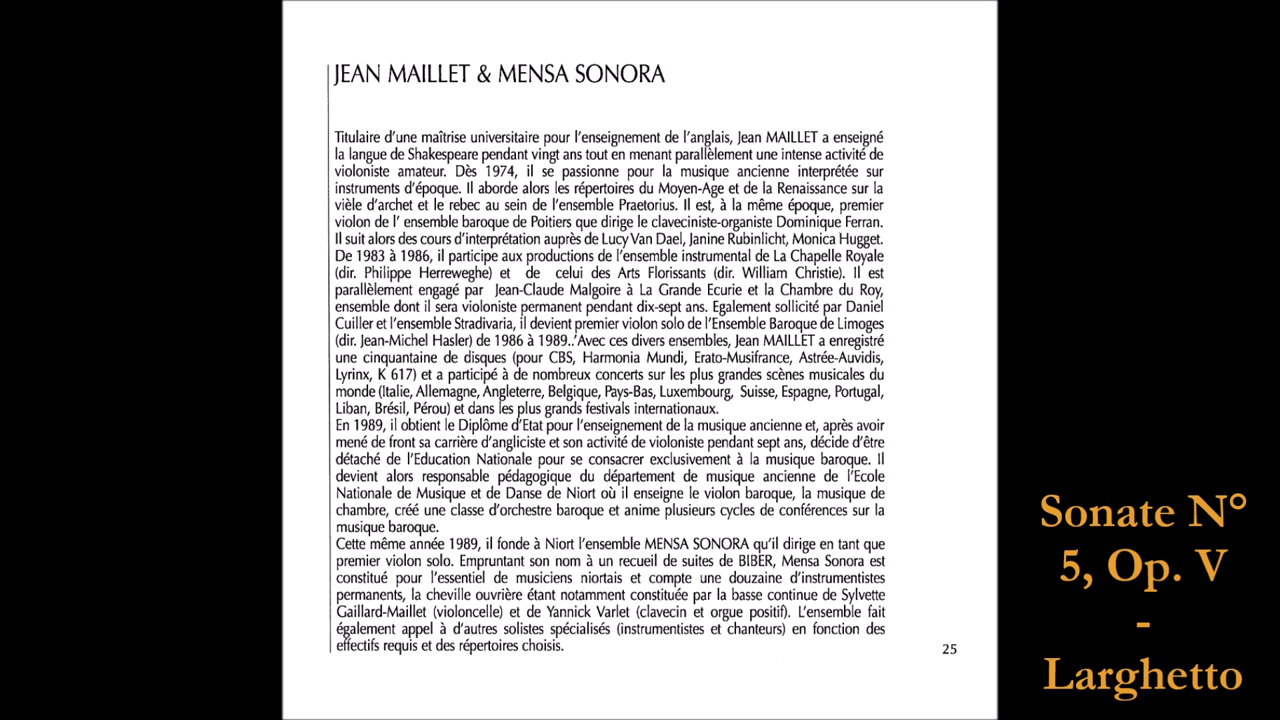 JEAN MAILLET & MENSA SONORA
Titulaire d'une maîtrise universitaire pour l'enseignement de l'anglais, Jean MAILLET a enseigné
la langue de Shakespeare pendant vingt ans tout en menant parallèlement une intense activité de
violoniste amateur. Dès 1974, il se passionne pour la musique ancienne interprétée sur
instruments d'époque. Il aborde alors les répertoires du Moyen-Age et de la Renaissance sur la
vièle d'archet et le rebec au sein de l'ensemble Praetorius. Il est, à la même époque, premier
violon de l' ensemble baroque de Poitiers que dirige le claveciniste-organiste Dominique Ferran.
Il suit alors des cours d'interprétation auprès de Lucy Van Dael, Janine Rubinlicht, Monica Hugget.
De 1983 à 1986, il participe aux productions de l'ensemble instrumental de La Chapelle Royale
(dir. Philippe Herreweghe) et de celui des Arts Florissants (dir. William Christie). Il est
parallèlement engagé par Jean-Claude Malgoire à La Grande Ecurie et la Chambre du Roy,
ensemble dont il sera violoniste permanent pendant dix-sept ans. Egalement sollicité par Daniel
Cuiller et l'ensemble Stradivaria, il devient premier violon solo de l'Ensemble Baroque de Limoges
(dir. Jean-Michel Hasler) de 1986 à 1989..'Avec ces divers ensembles, Jean MAILLET a enregistré
une cinquantaine de disques (pour CBS, Harmonia Mundi, Erato-Musifrance, Astrée-Auvidis,
Lyrinx, K 617) et a participé à de nombreux concerts sur les plus grandes scènes musicales du
monde (Italie, Allemagne, Angleterre, Belgique, Pays-Bas, Luxembourg, Suisse, Espagne, Portugal,
Liban, Brésil, Pérou) et dans les plus grands festivals internationaux.
En 1989, il obtient le Diplôme d'Etat pour l'enseignement de la musique ancienne et, après avoir
mené de front sa carrière d'angliciste et son activité de violoniste pendant sept ans, décide d'être
détaché de l'Education Nationale pour se consacrer exclusivement à la musique baroque. Il
devient alors responsable pédagogique du département de musique ancienne de l'Ecole
Nationale de Musique et de Danse de Niort où il enseigne le violon baroque, la musique de
chambre, créé une classe d'orchestre baroque et anime plusieurs cycles de conférences sur la
musique baroque.
Cette même année 1989, il fonde à Niort l'ensemble MENSA SONORA qu'il dirige en tant que
premier violon solo. Empruntant son nom à un recueil de suites de BIBER, Mensa Sonora est
constitué pour l'essentiel de musiciens niortais et compte une douzaine d'instrumentistes
permanents, la cheville ouvrière étant notamment constituée par la basse continue de Sylvette
Gaillard-Maillet (violoncelle) et de Yannick Varlet (clavecin et orgue positif). L'ensemble fait
également appel à d'autres solistes spécialisés (instrumentistes et chanteurs) en fonction des
effectifs requis et des répertoires choisis.
25
Sonate N°
5, Op. V
-
Larghetto